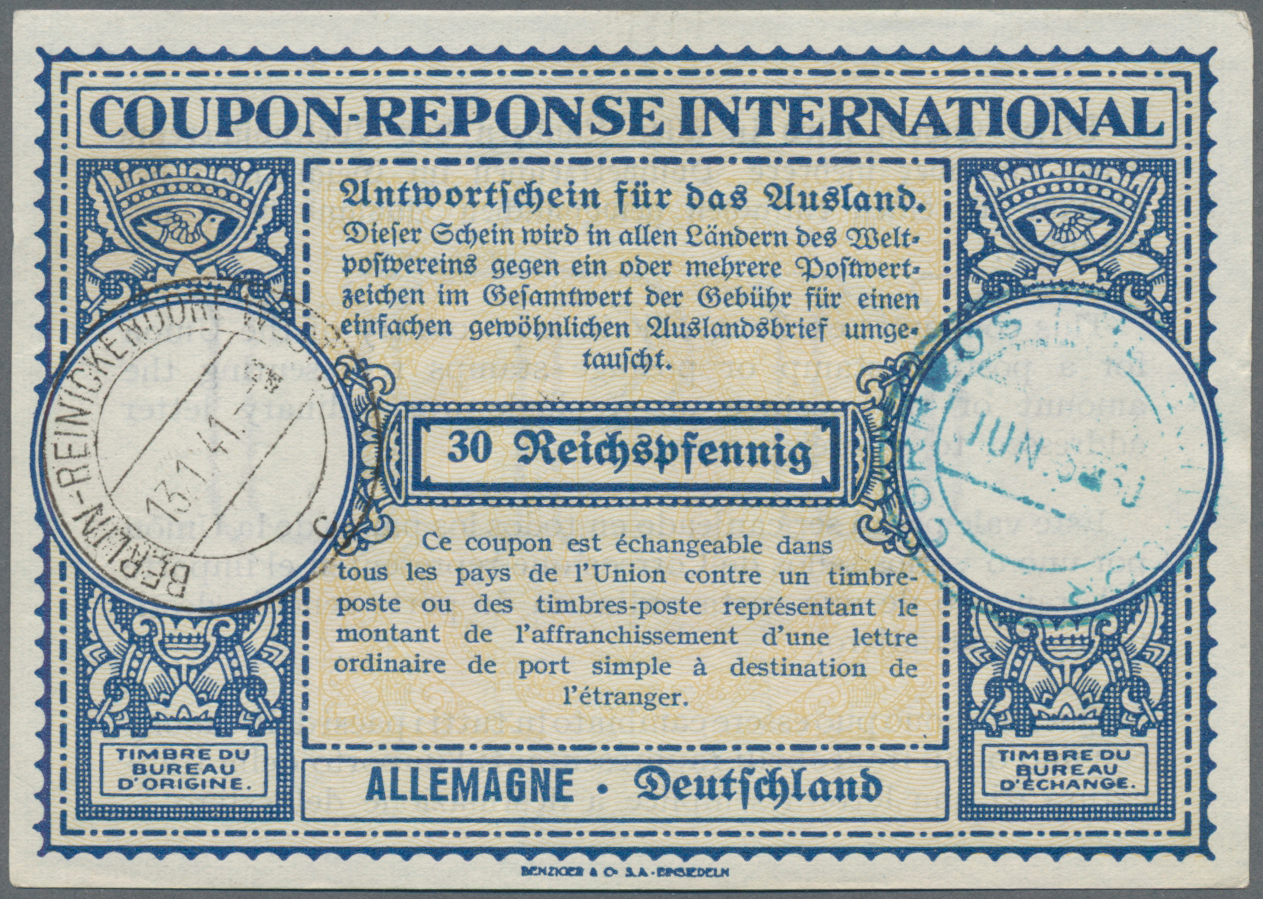 COUPON-REPONSE INTERNATIONAL
Antwortschein für das Ausland.
Dieser Schein wird in allen Ländern des Welt-
postvereins gegen ein oder mehrere Postwert-
zeichen im Gesamtwert der Gebühr für einen
einfachen gewöhnlichen Auslandsbrief umge-
tauscht.
30 Reichspfennig
Ce coupon est échangeable dans
tous les pays de l'Union contre un timbre-
poste ou des timbres-poste représentant le
montant de l'affranchissement d'une lettre
ordinaire de port simple à destination de
l'étranger.
BERLIN-REINICKENDORF WEST
13.1.41.-
C
CORREOS
JUN.
TIMBRE DU
BUREAU
D'ORIGINE.
TIMBRE DU
BUREAU
D'ÉCHANGE.
ALLEMAGNE · Deutschland
BENZIGER & Co S.A.-EINSIEDELN